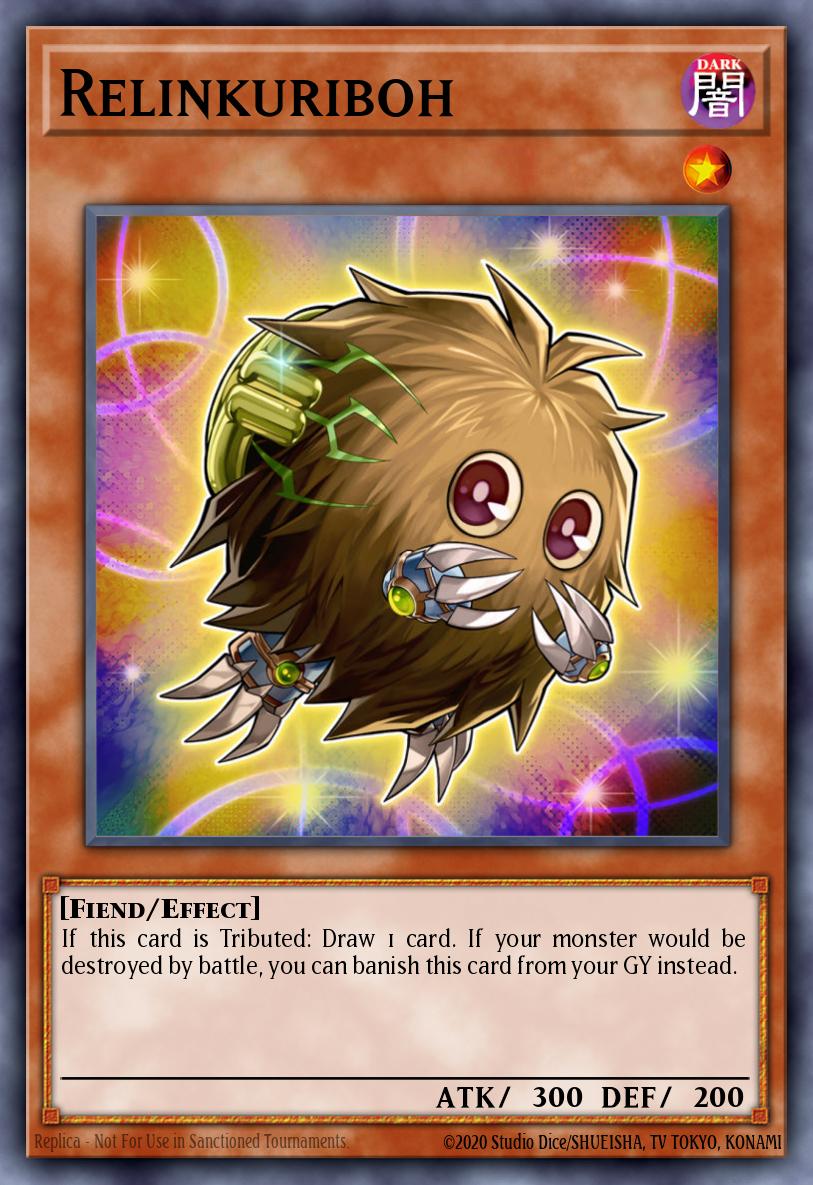 Relinkuriboh
DARK
闇
[Fiend/Effect]
If this card is Tributed: Draw 1 card. If your monster would be
destroyed by battle, you can banish this card from your GY instead.
ATK/ 300 DEF/ 200
Replica - Not For Use in Sanctioned Tournaments.
©2020 Studio Dice/SHUEISHA, TV TOKYO, KONAMI